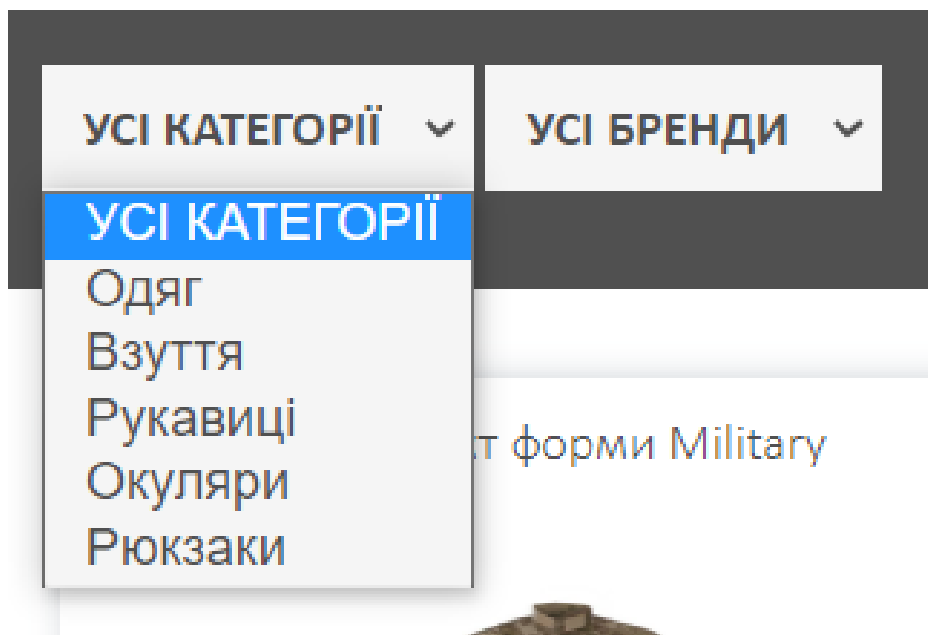 УСІ КАТЕГОРІЇ УСІ БРЕНДИ
УСІ КАТЕГОРІЇ
Одяг
Взуття
Рукавиці
форми Military
Окуляри
Рюкзаки